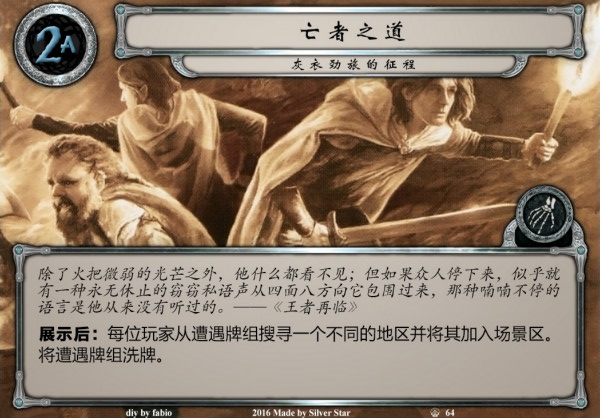 2A
亡者之道
灰衣劲旅的征程
除了火把微弱的光芒之外，他什么都看不见；但如果众人停下来，似乎就
有一种永无休止的窃窃私语声从四面八方向它包围过来，那种喃喃不停的
语言是他从来没有听过的。——《王者再临》
展示后：每位玩家从遭遇牌组搜寻一个不同的地区并将其加入场景区。
将遭遇牌组洗牌。
diy by fabio 2016 Made by Silver Star 64